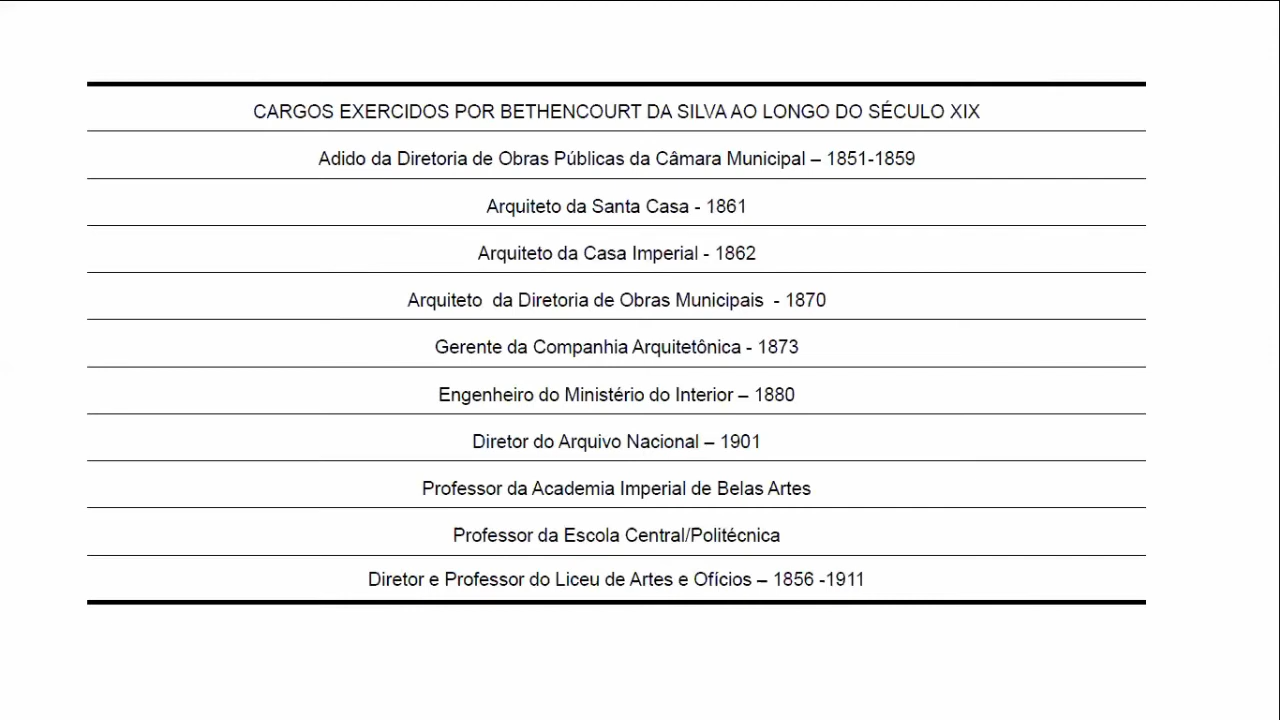 CARGOS EXERCIDOS POR BETHENCOURT DA SILVA AO LONGO DO SÉCULO XIX
Adido da Diretoria de Obras Públicas da Câmara Municipal – 1851-1859
Arquiteto da Santa Casa - 1861
Arquiteto da Casa Imperial - 1862
Arquiteto da Diretoria de Obras Municipais - 1870
Gerente da Companhia Arquitetônica - 1873
Engenheiro do Ministério do Interior – 1880
Diretor do Arquivo Nacional – 1901
Professor da Academia Imperial de Belas Artes
Professor da Escola Central/Politécnica
Diretor e Professor do Liceu de Artes e Ofícios – 1856 -1911